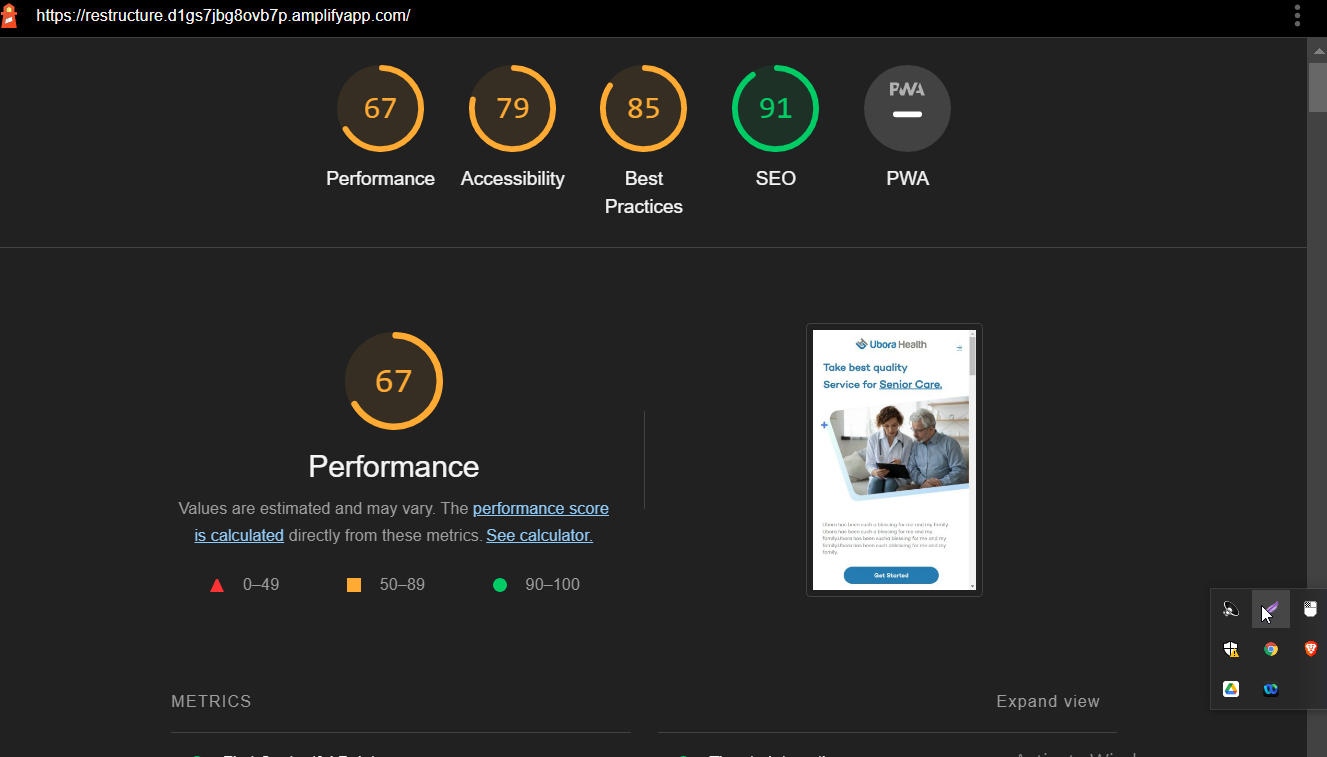 https://restructure.d1gs7jbg8ovb7p.amplifyapp.com/
67
79
85
91
PWA
Performance
Accessibility
Best
Practices
SEO
PWA
67
Performance
Values are estimated and may vary. The performance score
is calculated directly from these metrics. See calculator.
0–49
50–89
90–100
Ubora Health
Take best quality
Service for Senior Care.
Ubora has been such a blessing for me and my family.
Ubora has been such a blessing for me and my
family.Ubora has been such a blessing for me and my
family.Ubora has been such a blessing for me and my
family.
Get Started
METRICS
Expand view